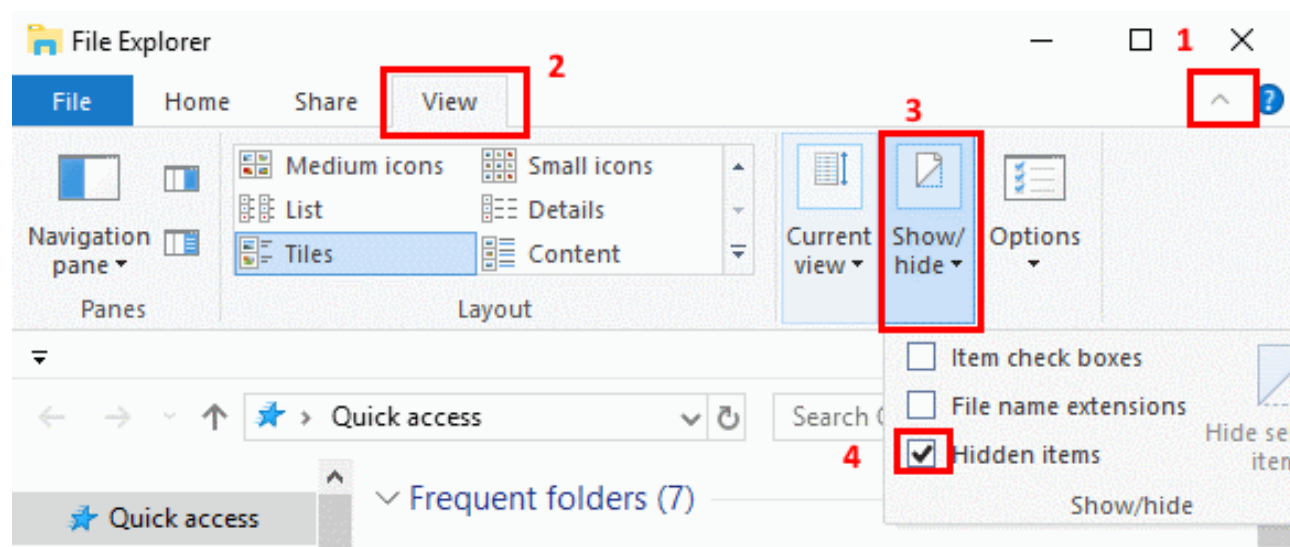 File Explorer
1
2
File Home Share View
?
3
Medium icons Small icons
List Details
Tiles Content
Navigation
pane
Current
view
Show/
hide
Options
Panes
Layout
Item check boxes
File name extensions
Hidden items
4
Hide
Show/hide
Quick access
Search
Quick access
Frequent folders (7)